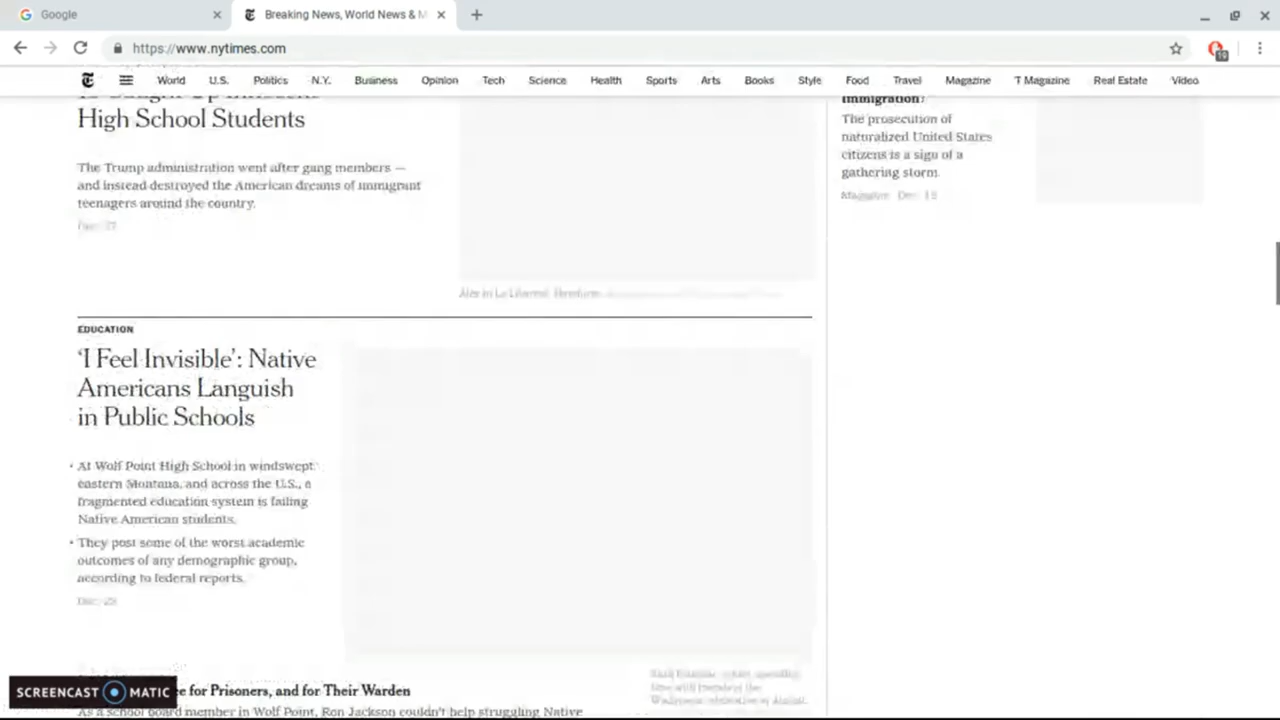 Google
Breaking News, World News & M
https://www.nytimes.com
19
World U.S. Politics N.Y. Business Opinion Tech Science Health Sports Arts Books Style Food Travel Magazine T Magazine Real Estate Video
High School Students
The Trump administration went after gang members —
and instead destroyed the American dreams of immigrant
teenagers around the country.
Immigration?
The prosecution of
naturalized United States
citizens is a sign of a
gathering storm.
Magazine Dec. 18
EDUCATION
‘I Feel Invisible’: Native
Americans Languish
in Public Schools
• At Wolf Point High School in windswept
eastern Montana, and across the U.S., a
fragmented education system is failing
Native American students.
• They post some of the worst academic
outcomes of any demographic group,
according to federal reports.
for Prisoners, and for Their Warden
As a school board member in Wolf Point, Ron Jackson couldn't help struggling Native
SCREENCAST MATIC